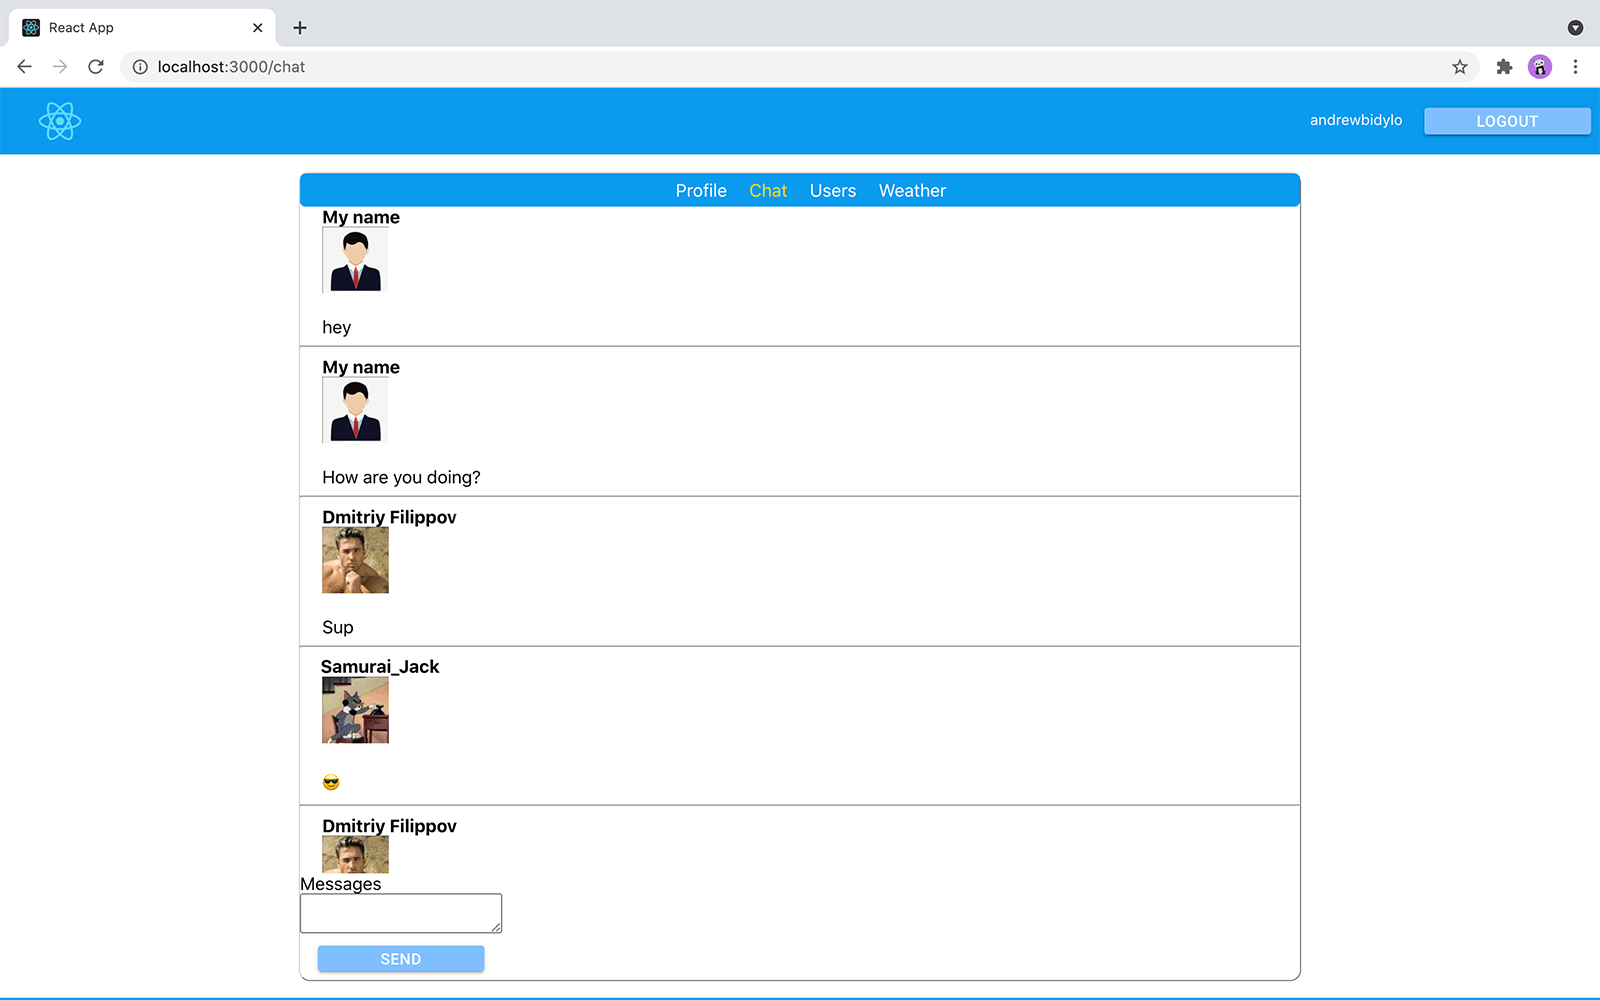 React App
localhost:3000/chat
andrewbidylo
LOGOUT
Profile Chat Users Weather
My name
hey
My name
How are you doing?
Dmitriy Filippov
Sup
Samurai_Jack
😎
Dmitriy Filippov
Messages
SEND